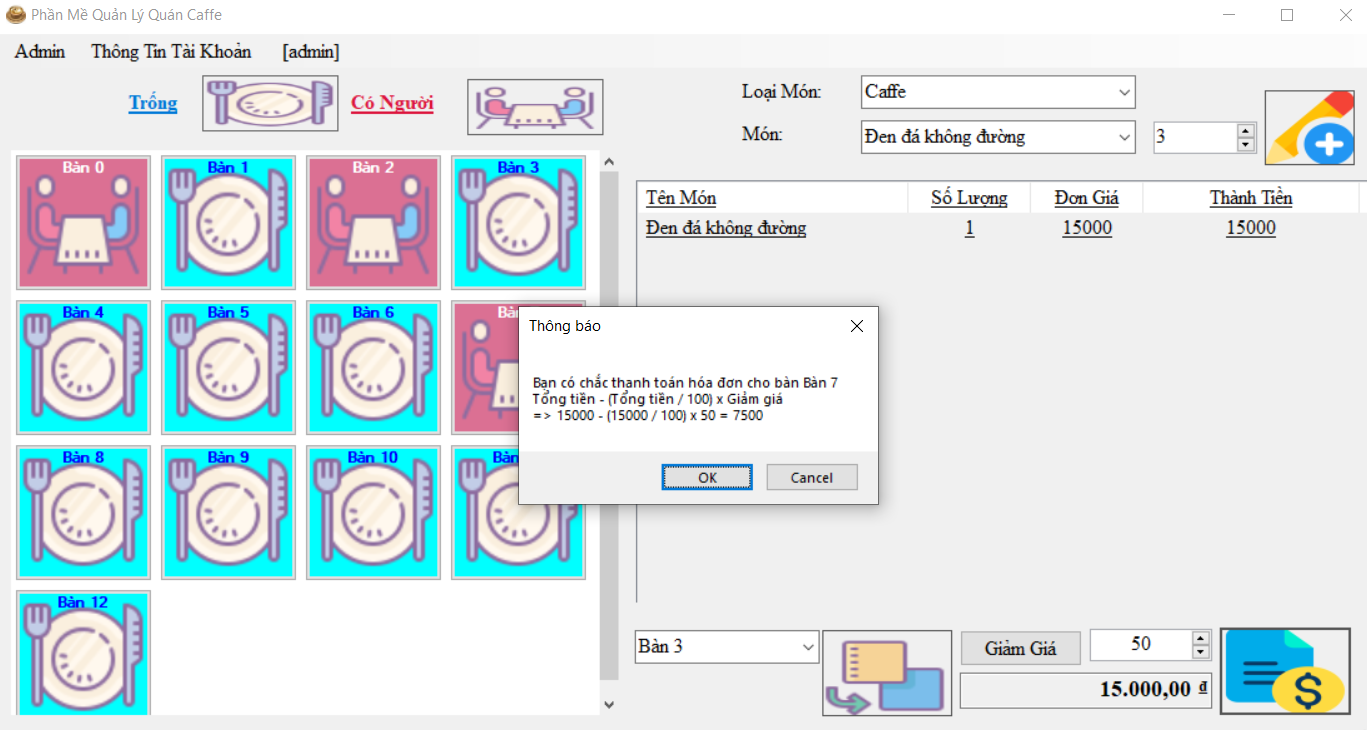 Phần Mề Quản Lý Quán Caffe
Admin Thông Tin Tài Khoản [admin]
Trống Có Người
Loại Món: Caffe
Món: Đen đá không đường 3
Bàn 0 Bàn 1 Bàn 2 Bàn 3
Tên Món Số Lượng Đơn Giá Thành Tiền
Đen đá không đường 1 15000 15000
Bàn 4 Bàn 5 Bàn 6
Thông báo
Bạn có chắc thanh toán hóa đơn cho bàn Bàn 7
Tổng tiền - (Tổng tiền / 100) x Giảm giá
=> 15000 - (15000 / 100) x 50 = 7500
OK Cancel
Bàn 8 Bàn 9 Bàn 10
Bàn 12
Bàn 3 Giảm Giá 50
15.000,00 ₫